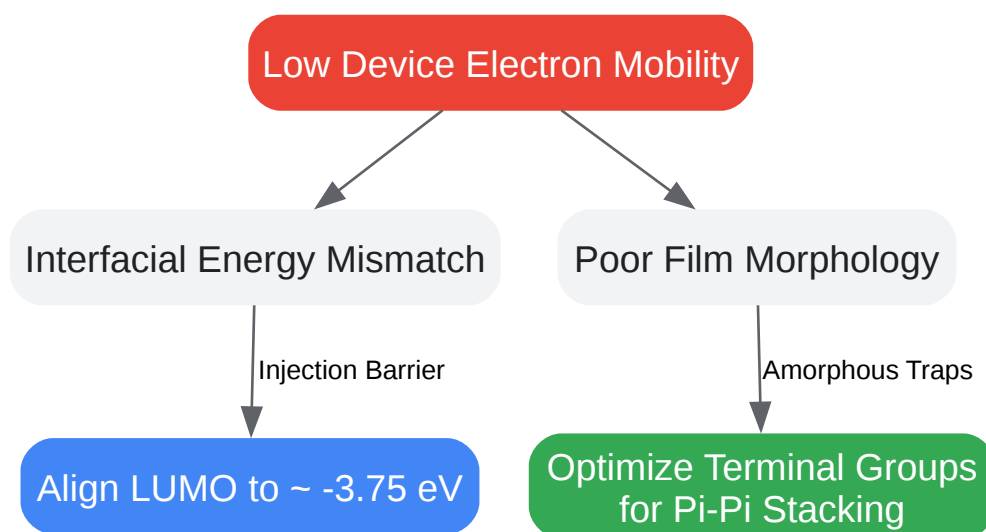 Low Device Electron Mobility
Interfacial Energy Mismatch
Poor Film Morphology
Injection Barrier
Amorphous Traps
Align LUMO to ~ -3.75 eV
Optimize Terminal Groups
for Pi-Pi Stacking